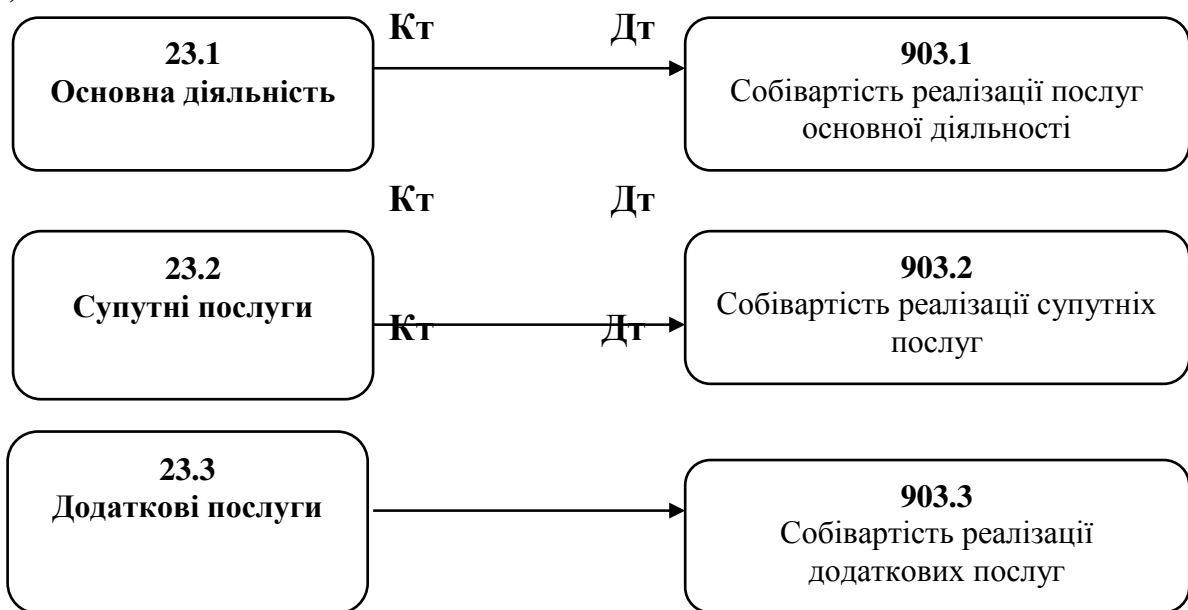 Кт Дт
23.1
Основна діяльність
903.1
Собівартість реалізації послуг
основної діяльності
Кт Дт
23.2
Супутні послуги
903.2
Собівартість реалізації супутніх
послуг
Кт Дт
23.3
Додаткові послуги
903.3
Собівартість реалізації
додаткових послуг